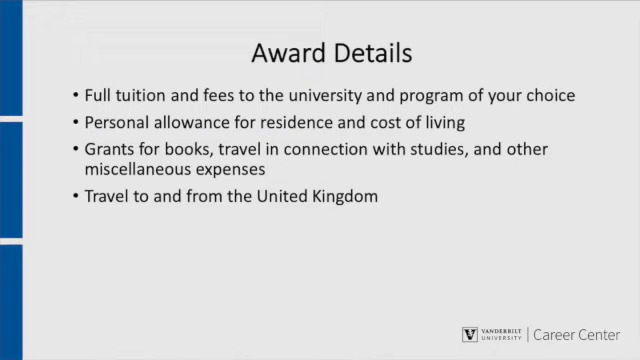 Award Details
• Full tuition and fees to the university and program of your choice
• Personal allowance for residence and cost of living
• Grants for books, travel in connection with studies, and other
miscellaneous expenses
• Travel to and from the United Kingdom
V VANDERBILT
UNIVERSITY
Career Center